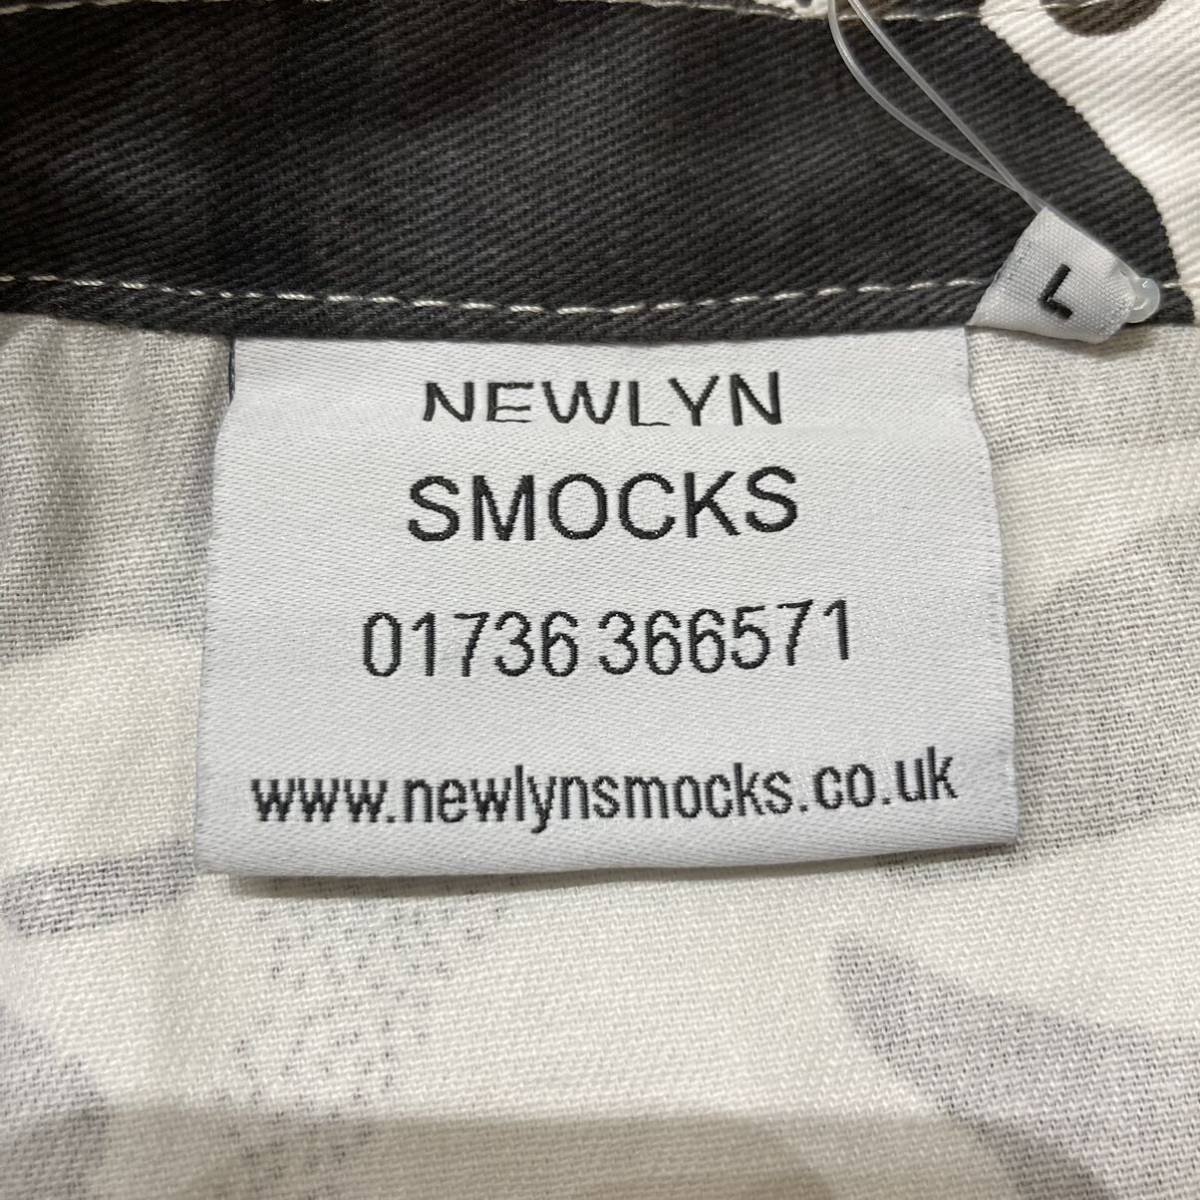 L
NEWLYN
SMOCKS
01736 366571
www.newlynsmocks.co.uk